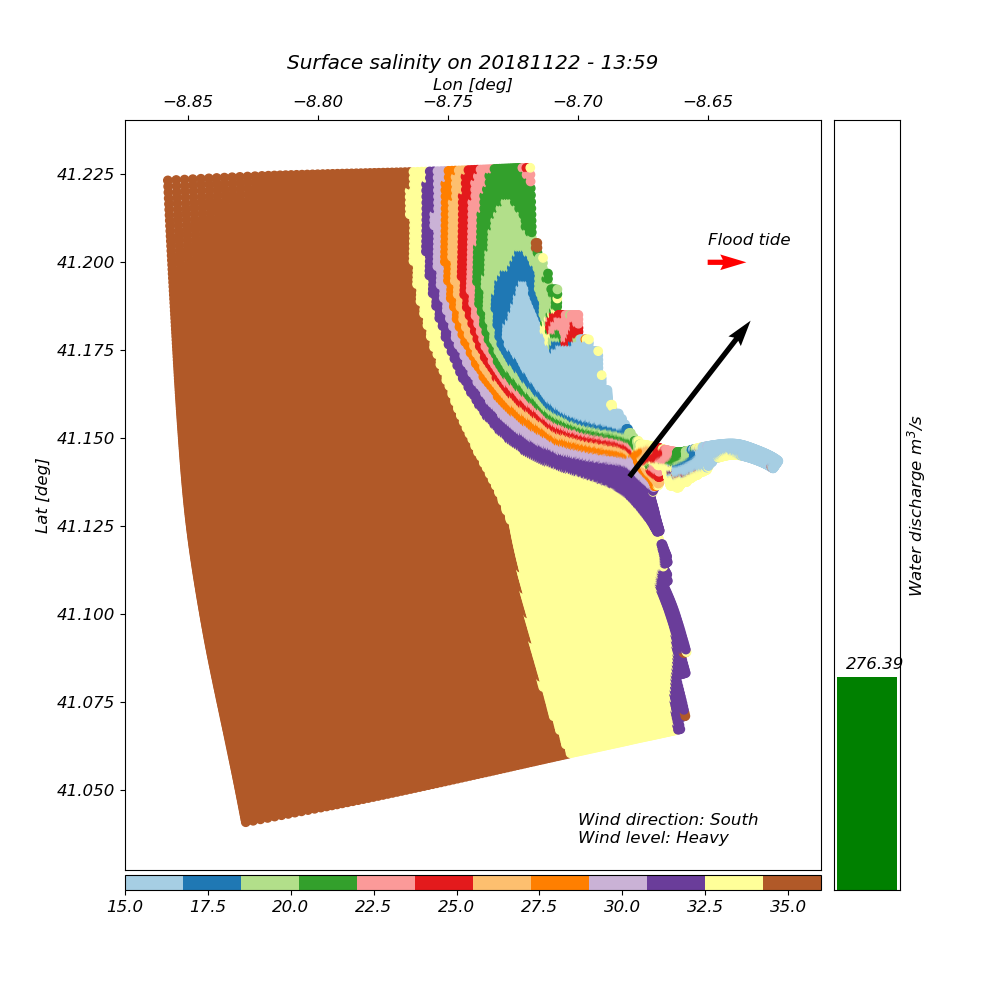 Surface salinity on 20181122 - 13:59
Lon [deg]
−8.85 −8.80 −8.75 −8.70 −8.65
41.225
41.200
41.175
41.150
41.125
41.100
41.075
41.050
Lat [deg]
Flood tide
Wind direction: South
Wind level: Heavy
15.0 17.5 20.0 22.5 25.0 27.5 30.0 32.5 35.0
276.39
Water discharge m³/s